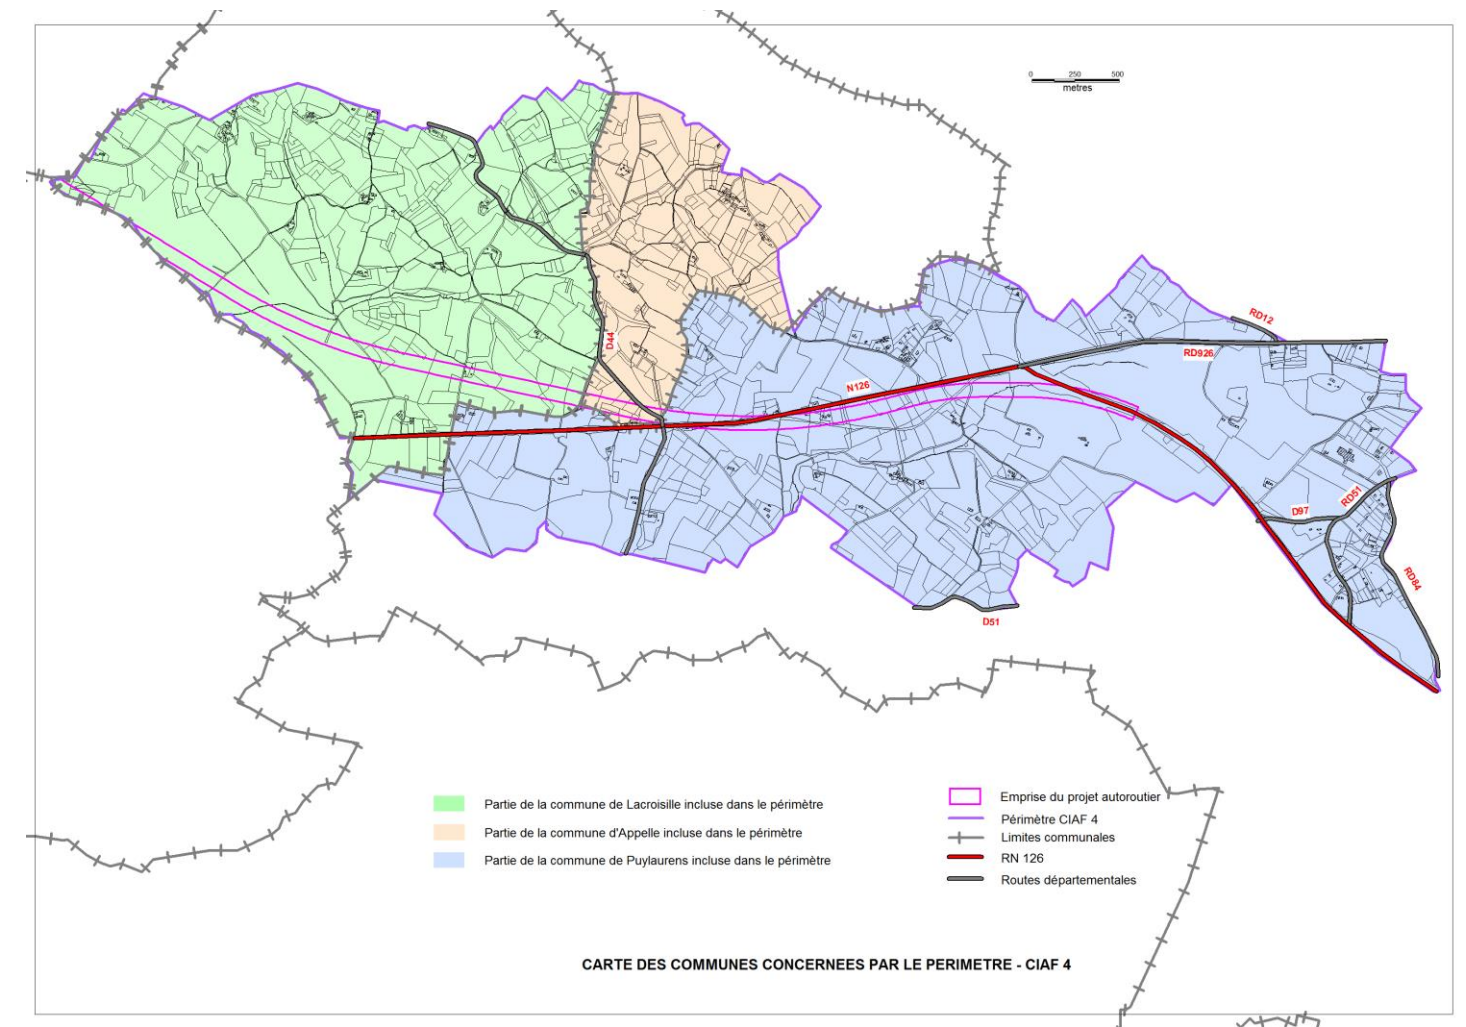 0 250 500
metres
RD12
RD926
D44
N126
RD51
D97
RD84
D51
Partie de la commune de Lacroisille incluse dans le périmètre
Partie de la commune d'Appelle incluse dans le périmètre
Partie de la commune de Puylaurens incluse dans le périmètre
Emprise du projet autoroutier
Périmètre CIAF 4
Limites communales
RN 126
Routes départementales
CARTE DES COMMUNES CONCERNEES PAR LE PERIMETRE - CIAF 4